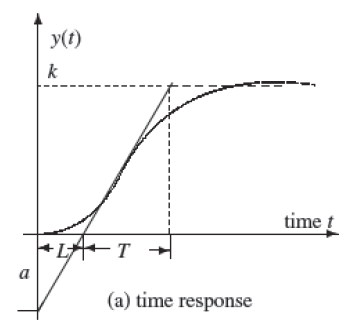 y(t)
k
time t
L T
a
(a) time response